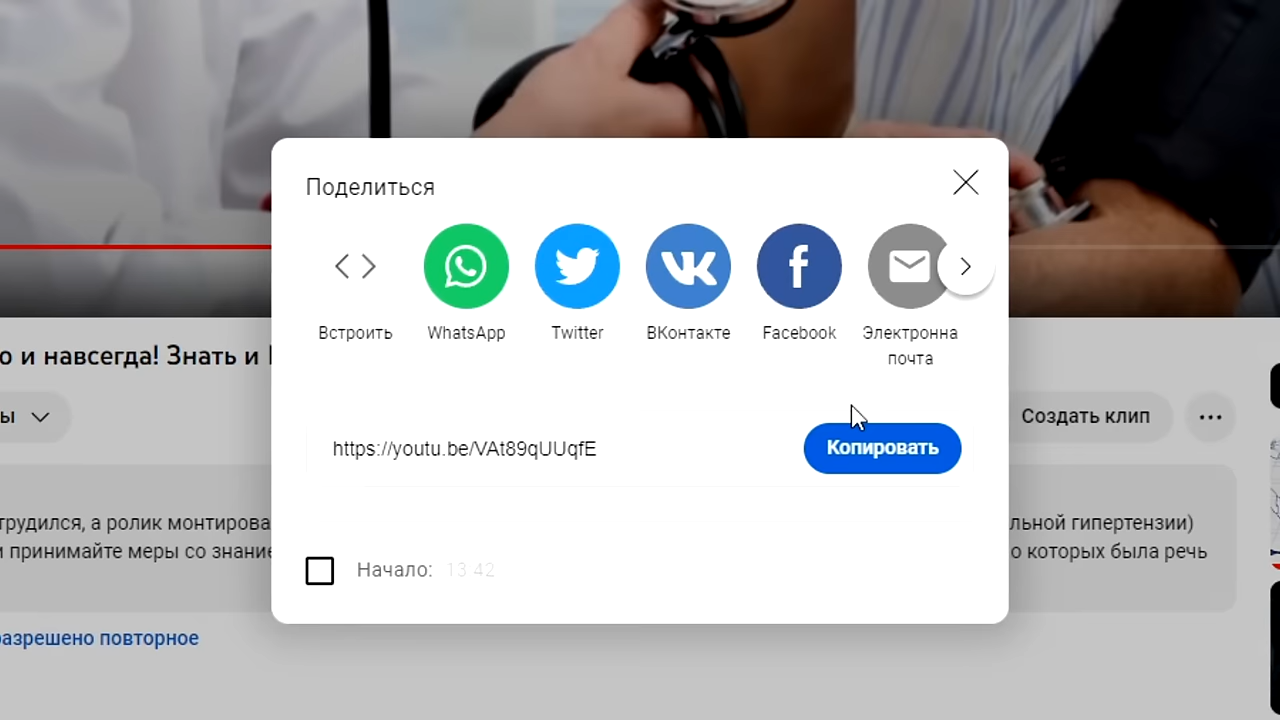 Поделиться
Встроить
WhatsApp
Twitter
ВКонтакте
Facebook
Электронна
почта
о и навсегда! Знать и
ы
Создать клип
https://youtu.be/VAt89qUUqfE
Копировать
трудился, а ролик монтирова
льной гипертензии)
и принимайте меры со знание
о которых была речь
Начало: 13:42
разрешено повторное